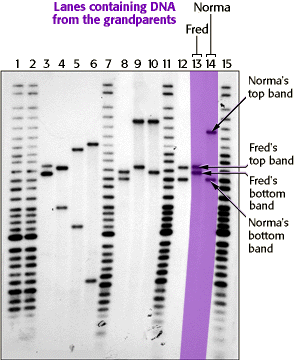 Lanes containing DNA
from the grandparents
Norma
Fred
1 2 3 4 5 6 7 8 9 10 11 12 13 14 15
Norma's
top band
Fred's
top band
Fred's
bottom
band
Norma's
bottom
band